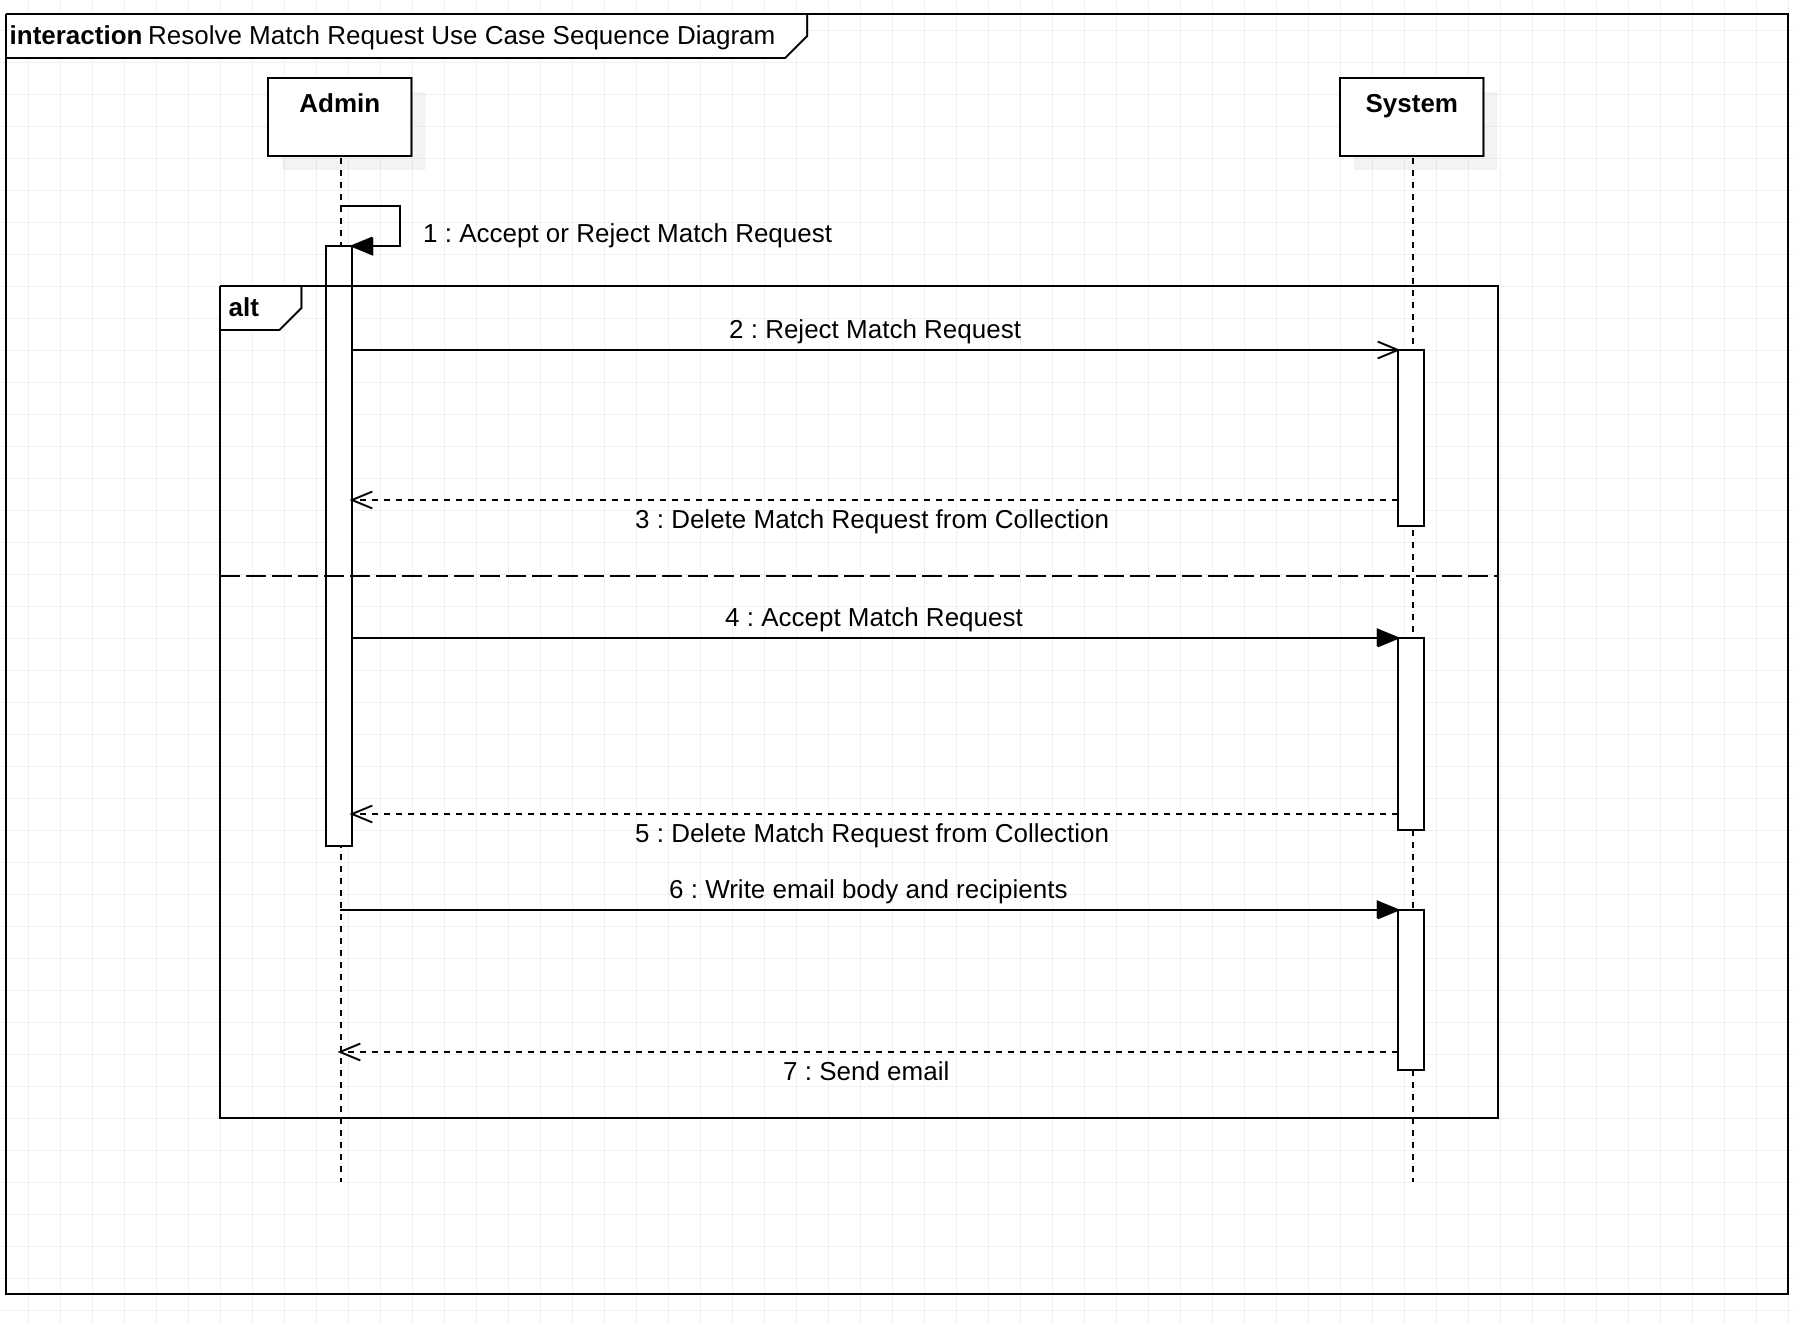 interaction Resolve Match Request Use Case Sequence Diagram
Admin
System
1 : Accept or Reject Match Request
alt
2 : Reject Match Request
3 : Delete Match Request from Collection
4 : Accept Match Request
5 : Delete Match Request from Collection
6 : Write email body and recipients
7 : Send email